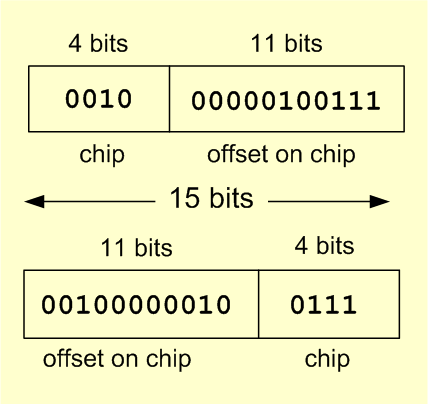 4 bits 11 bits
0010 00000100111
chip offset on chip
15 bits
11 bits 4 bits
00100000010 0111
offset on chip chip